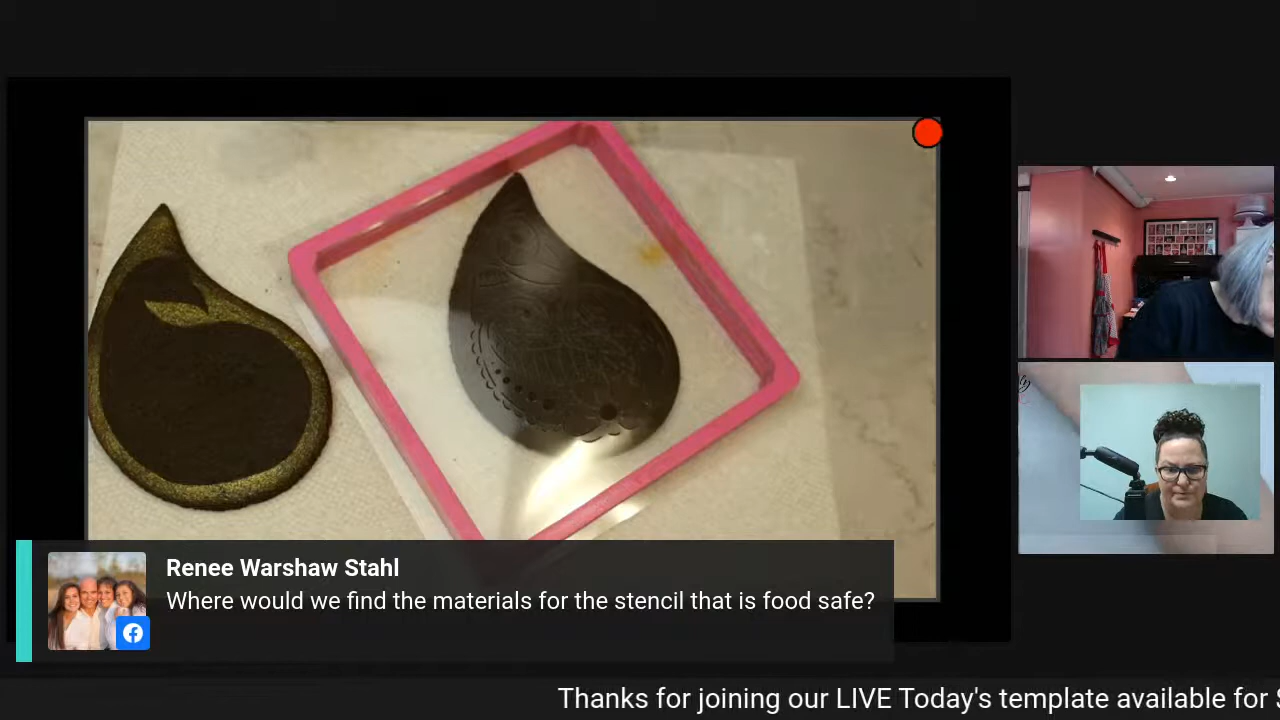 Renee Warshaw Stahl
Where would we find the materials for the stencil that is food safe?
Thanks for joining our LIVE Today's template available for